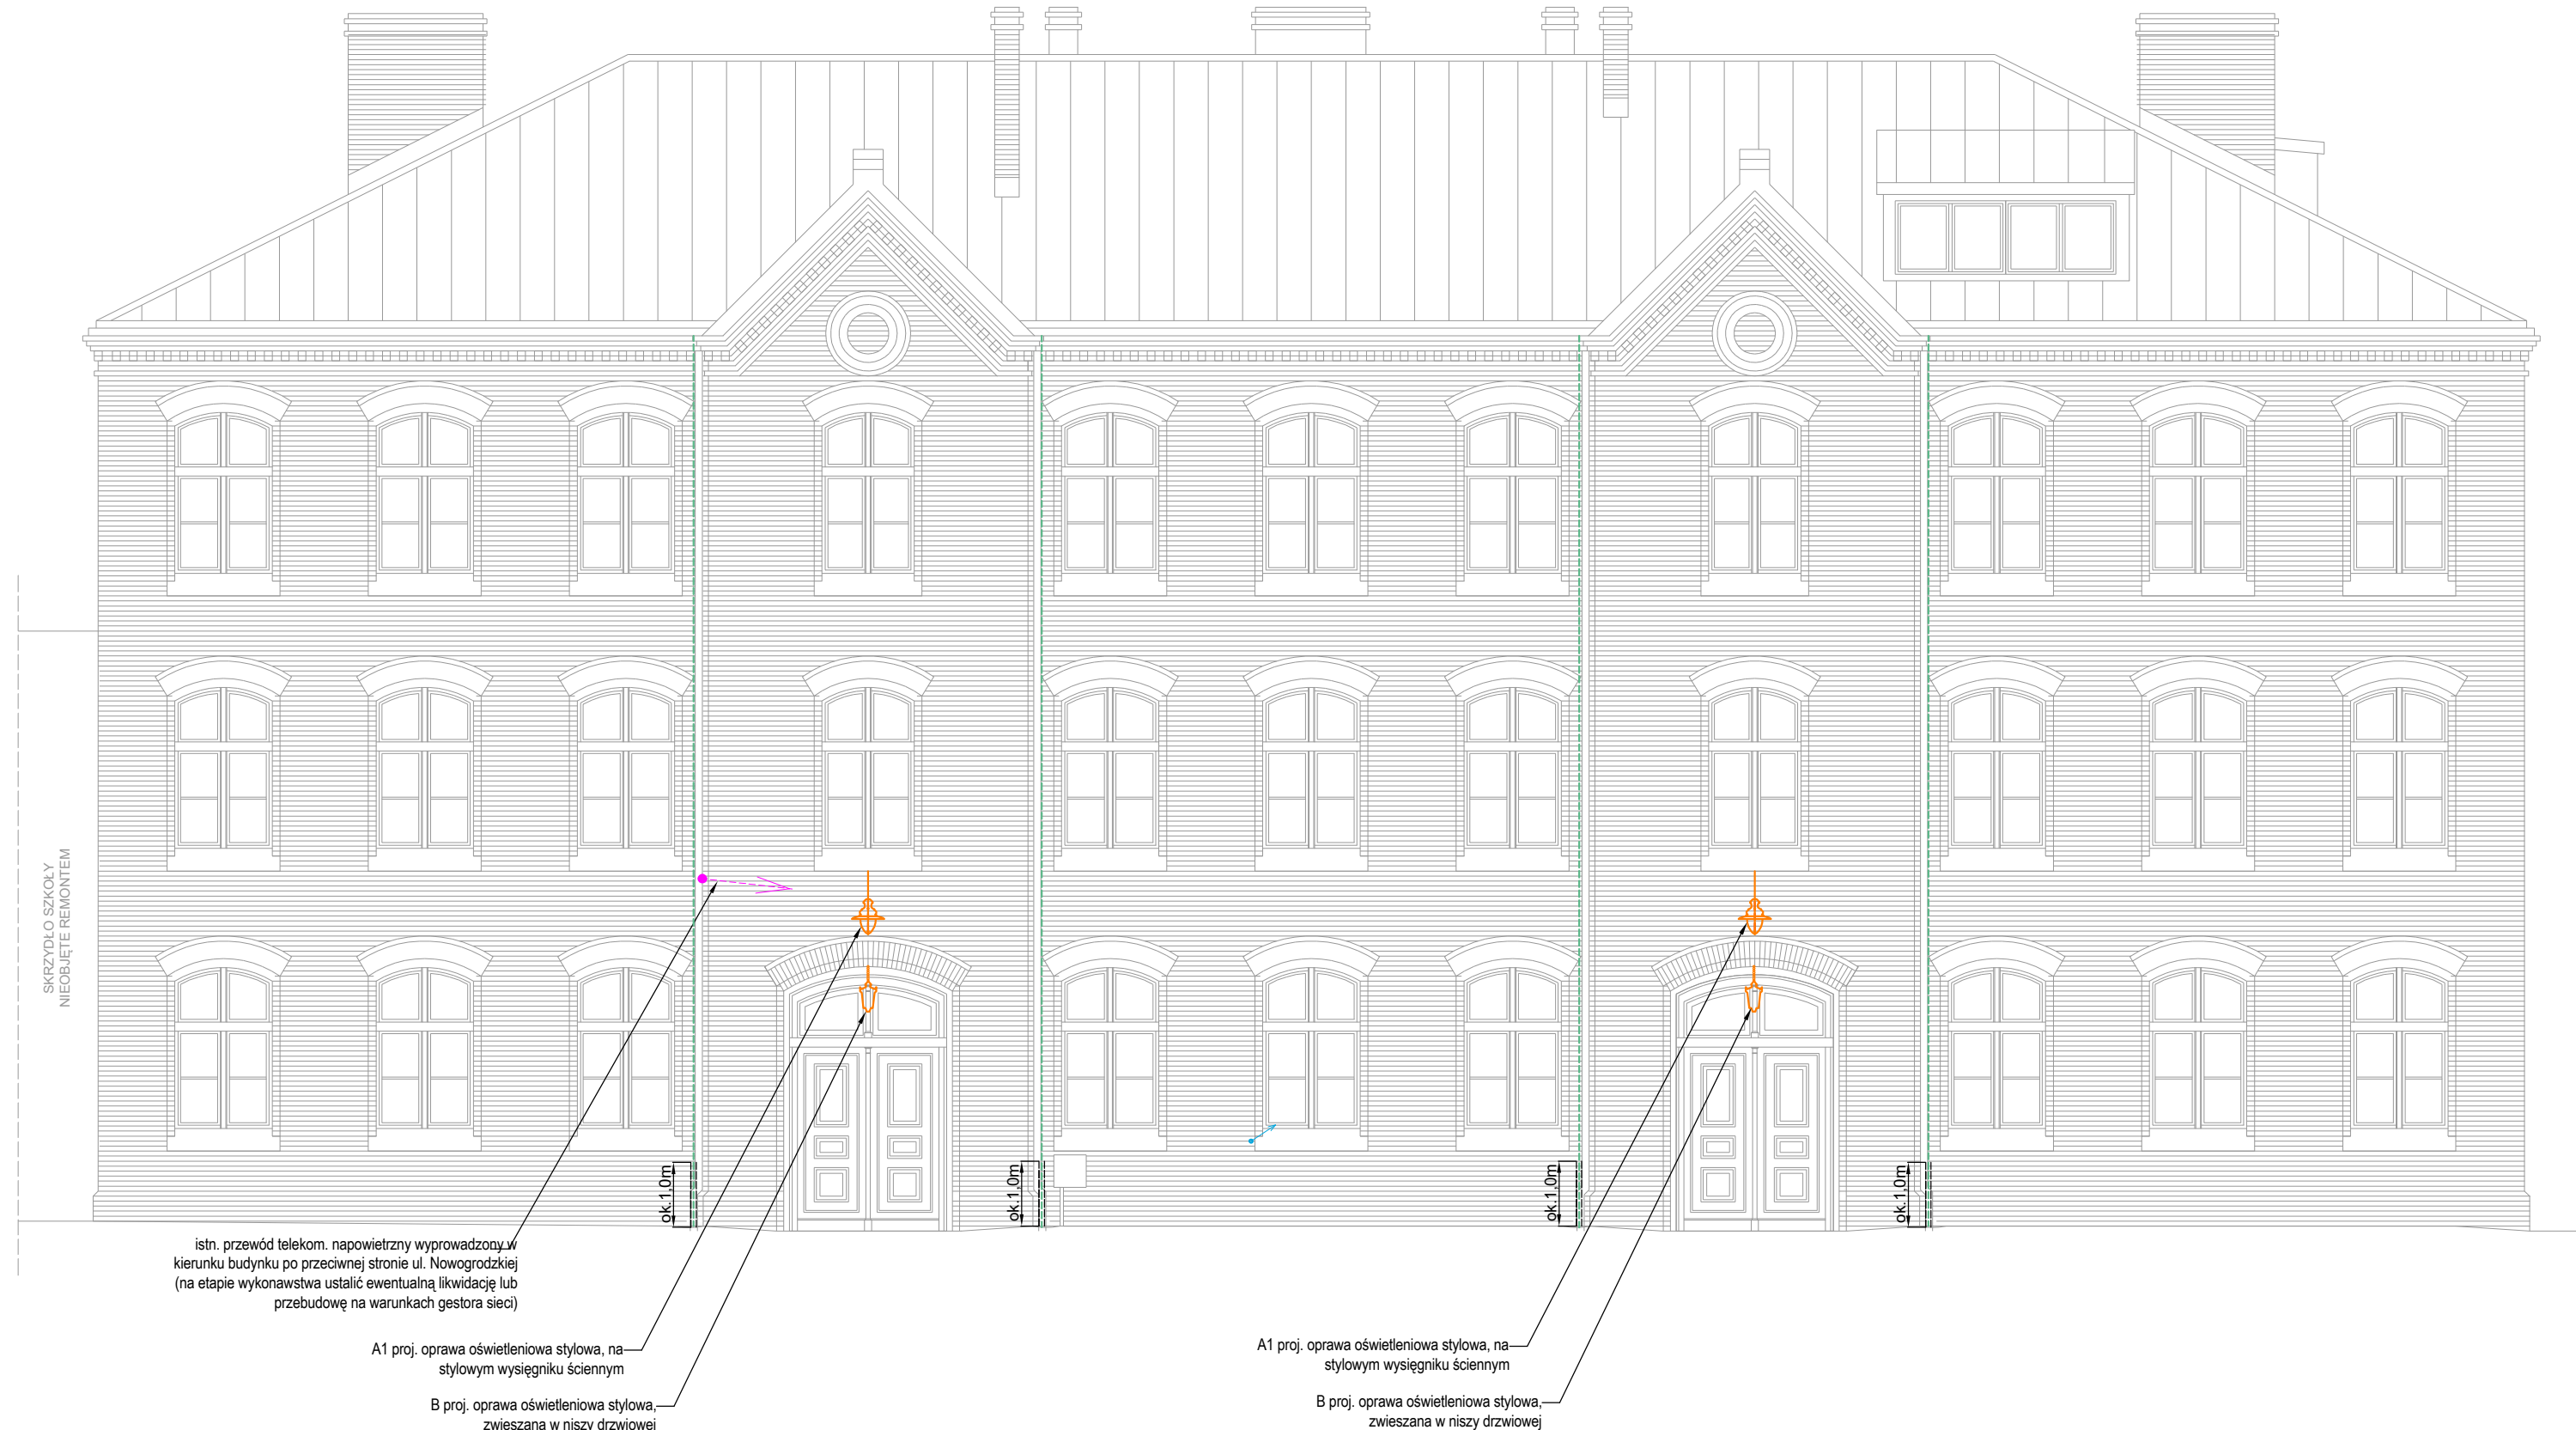 SKRZYDŁO SZKOŁY
NIEOBJĘTE REMONTEM
ok.1,0m
ok.1,0m
ok.1,0m
ok.1,0m
istn. przewód telekom. napowietrzny wyprowadzony w
kierunku budynku po przeciwnej stronie ul. Nowogrodzkiej
(na etapie wykonawstwa ustalić ewentualną likwidację lub
przebudowę na warunkach gestora sieci)
A1 proj. oprawa oświetleniowa stylowa, na
stylowym wysięgniku ściennym
B proj. oprawa oświetleniowa stylowa,
zwieszana w niszy drzwiowej
A1 proj. oprawa oświetleniowa stylowa, na
stylowym wysięgniku ściennym
B proj. oprawa oświetleniowa stylowa,
zwieszana w niszy drzwiowej